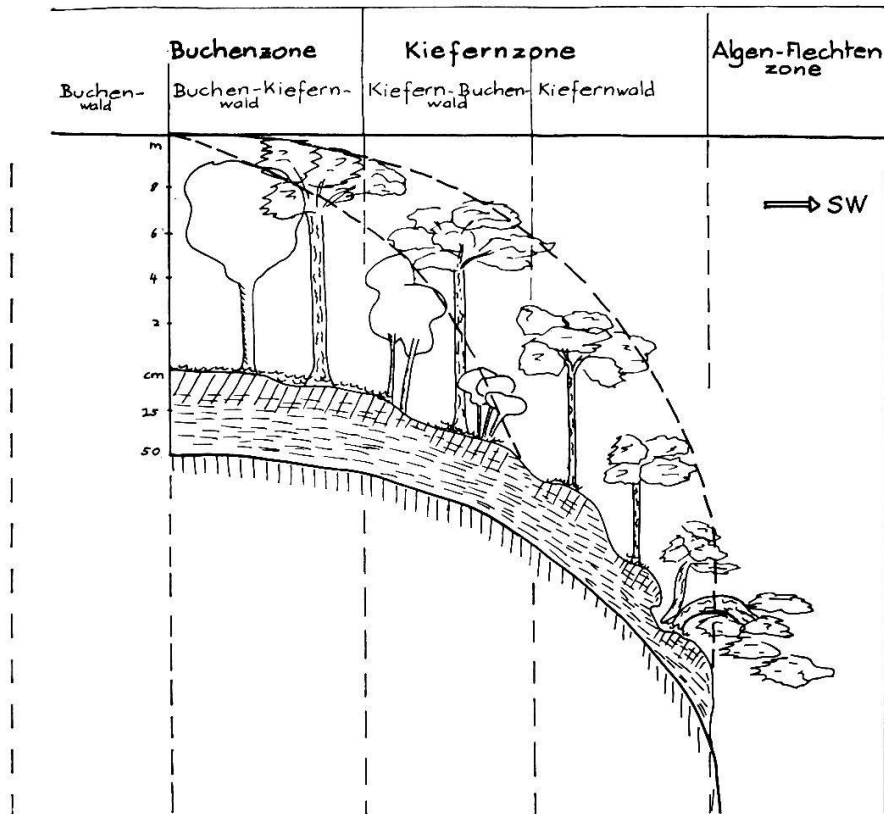 Buchenzone
Kiefernzone
Algen-Flechten
zone
Buchen-
wald
Buchen-Kiefern-
wald
Kiefern-Buchen-
wald
Kiefernwald
m
8
6
4
2
cm
25
50
SW